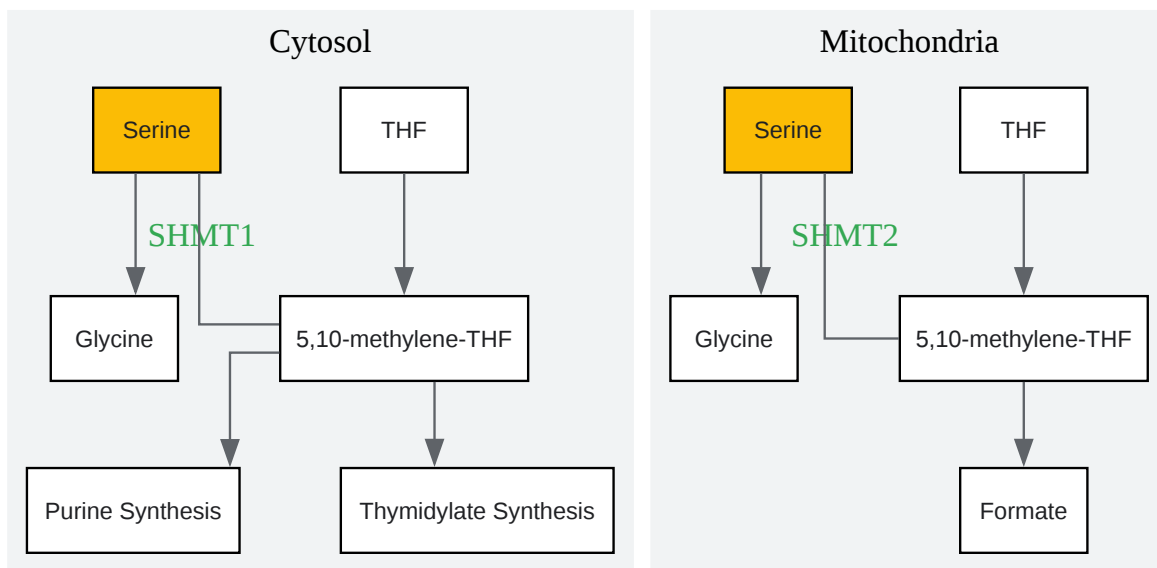 Cytosol
Serine
THF
SHMT1
Glycine
5,10-methylene-THF
Purine Synthesis
Thymidylate Synthesis
Mitochondria
Serine
THF
SHMT2
Glycine
5,10-methylene-THF
Formate